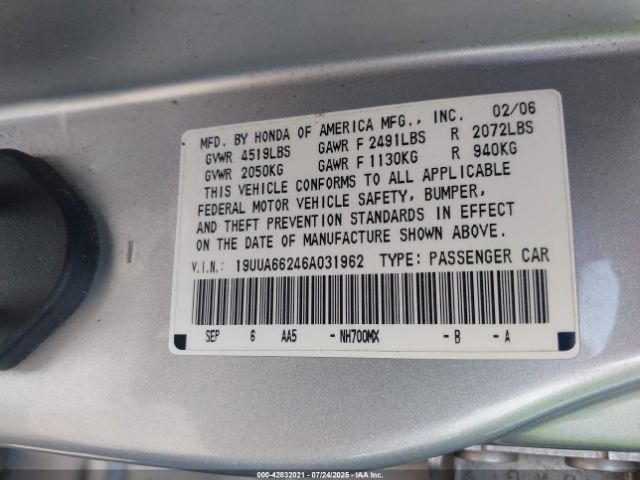 MFD. BY HONDA OF AMERICA MFG., INC. 02/06
GVWR 4519LBS GAWR F 2491LBS R 2072LBS
GVWR 2050KG GAWR F 1130KG R 940KG
THIS VEHICLE CONFORMS TO ALL APPLICABLE
FEDERAL MOTOR VEHICLE SAFETY, BUMPER,
AND THEFT PREVENTION STANDARDS IN EFFECT
ON THE DATE OF MANUFACTURE SHOWN ABOVE.
V.I.N.: 19UUA66246A031962 TYPE: PASSENGER CAR
SEP 6 AA5 -NH700MX -B -A
000-42832021 | 07/24/2025 | IAAI.COM